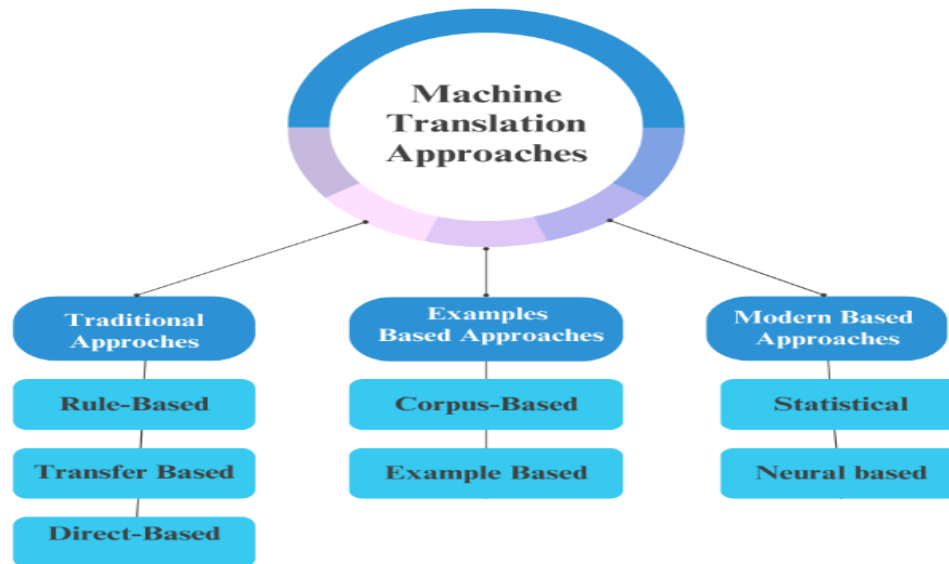 Machine
Translation
Approaches
Traditional
Approches
Rule-Based
Transfer Based
Direct-Based
Examples
Based Approaches
Corpus-Based
Example Based
Modern Based
Approaches
Statistical
Neural based